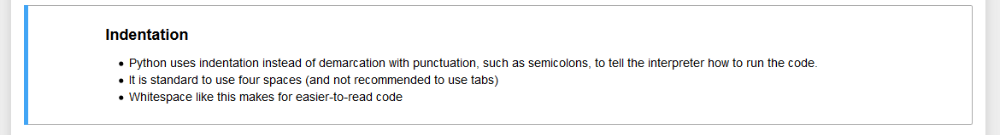 Indentation
• Python uses indentation instead of demarcation with punctuation, such as semicolons, to tell the interpreter how to run the code.
• It is standard to use four spaces (and not recommended to use tabs)
• Whitespace like this makes for easier-to-read code